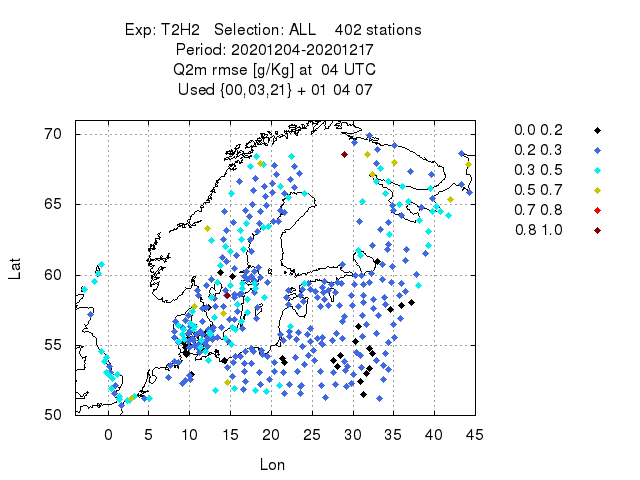 Exp: T2H2 Selection: ALL 402 stations
Period: 20201204-20201217
Q2m rmse [g/Kg] at 04 UTC
Used {00,03,21} + 01 04 07
70
65
60
55
50
Lat
0 5 10 15 20 25 30 35 40 45
Lon
0.0 0.2
0.2 0.3
0.3 0.5
0.5 0.7
0.7 0.8
0.8 1.0